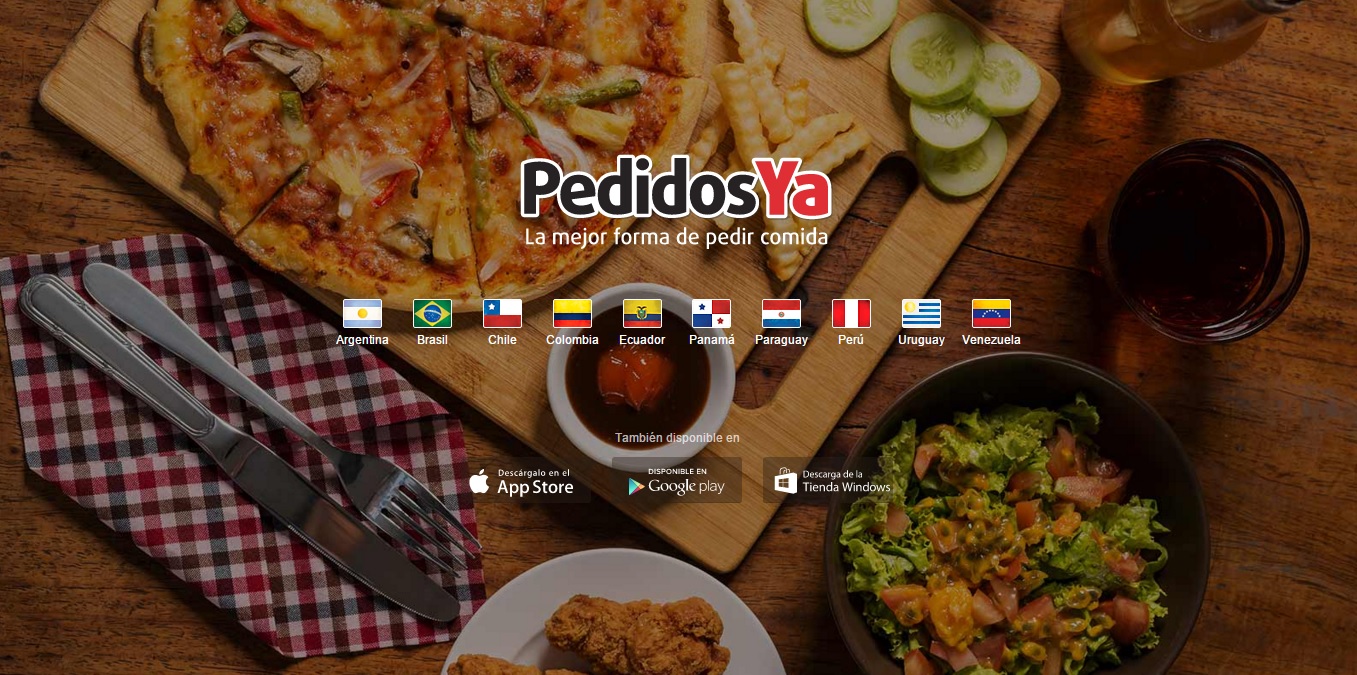 PedidosYa
La mejor forma de pedir comida
Argentina
Brasil
Chile
Colombia
Ecuador
Panamá
Paraguay
Perú
Uruguay
Venezuela
También disponible en
Descárgalo en el
App Store
DISPONIBLE EN
Google play
Descarga de la
Tienda Windows